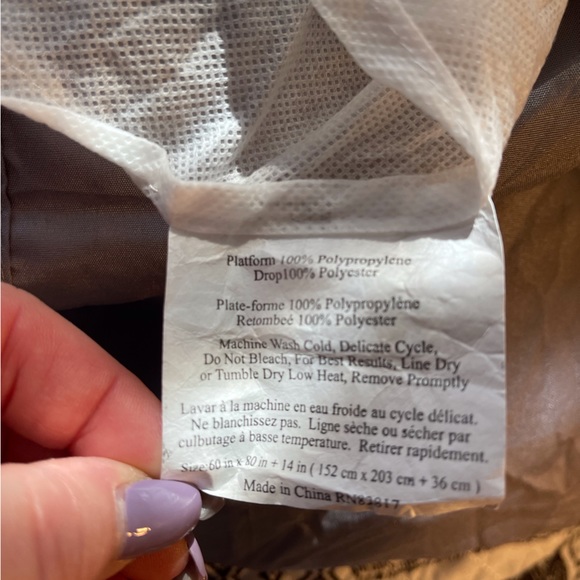 Platform 100% Polypropylene
Drop100% Polyester
Plate-forme 100% Polypropylène
Retombeé 100% Polyester
Machine Wash Cold, Delicate Cycle,
Do Not Bleach, For Best Results, Line Dry
or Tumble Dry Low Heat, Remove Promptly
Lavar à la machine en eau froide au cycle délicat.
Ne blanchissez pas. Ligne sèche ou sécher par
culbutage à basse temperature. Retirer rapidement.
Size:60 in x 80 in + 14 in ( 152 cm x 203 cm + 36 cm )
Made in China RN83817